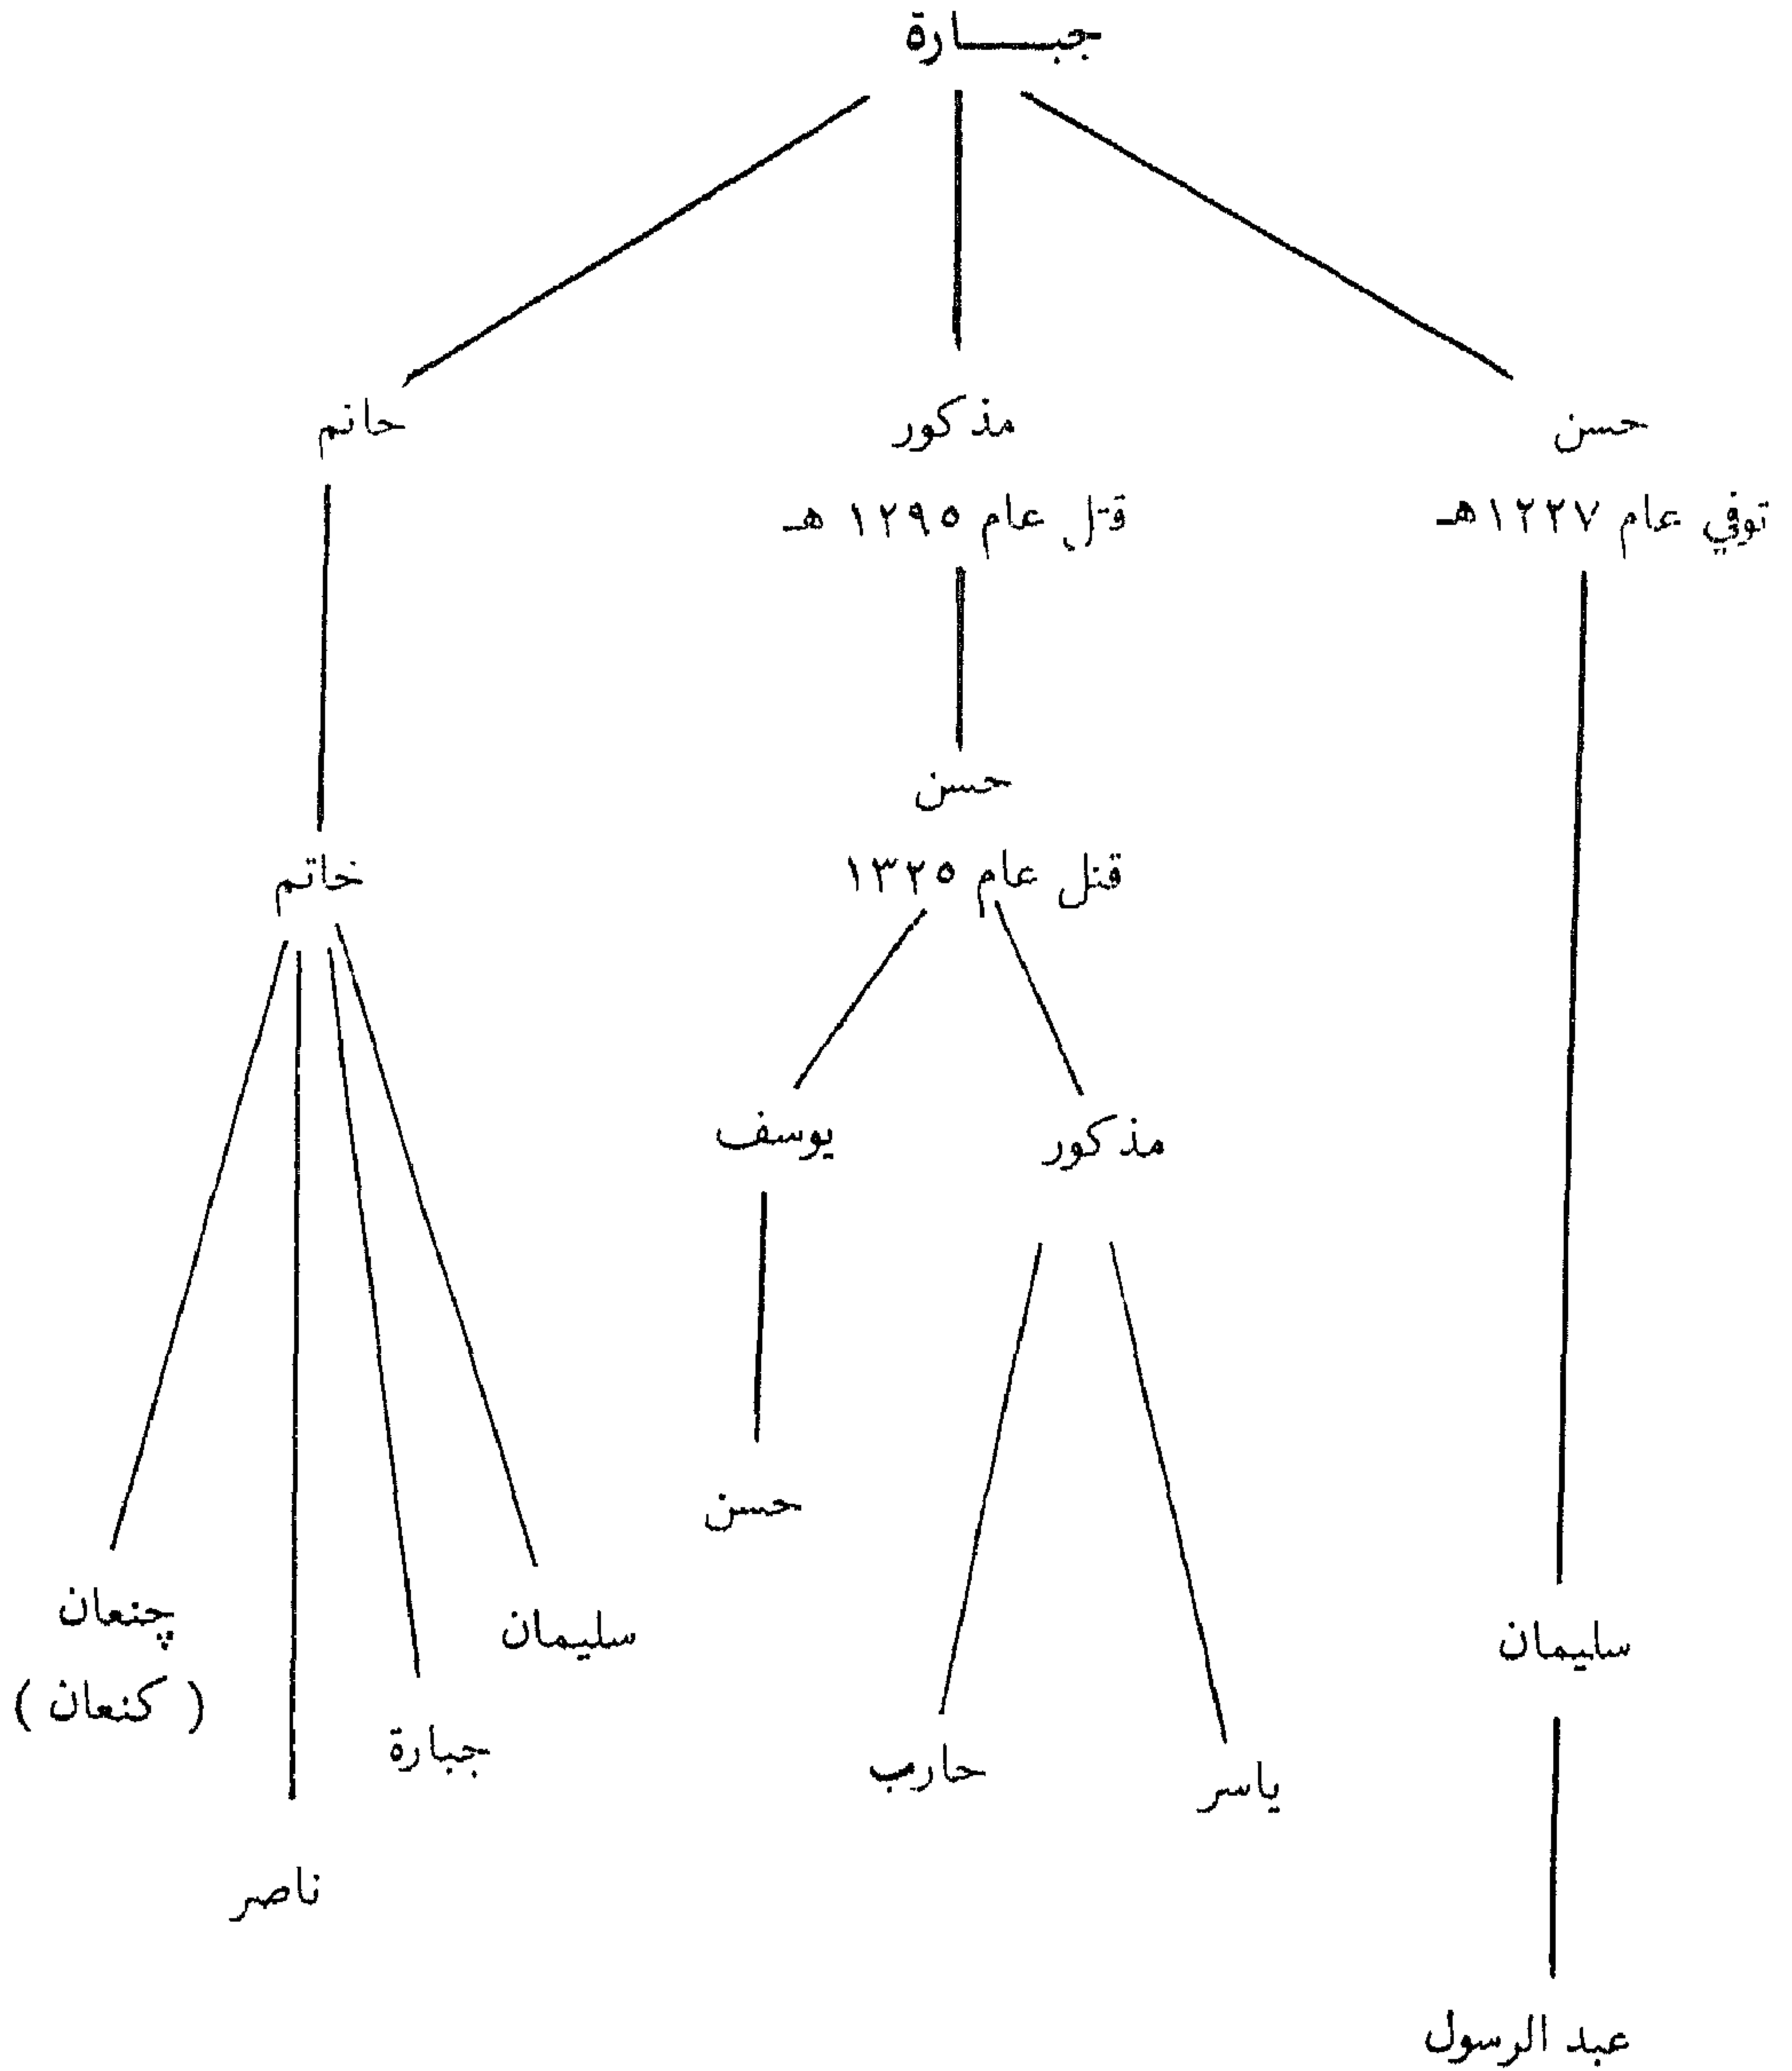 جبـــارة
حسن
مذكور
حاتم
توفي عام ١٢٢٧هـ
قتل عام ١٢٩٥ هـ
حسن
خاتم
قتل عام ١٣٢٥
مذكور
يوسف
حسن
سليمان
سليمان
چنعان
(كنعان)
ياسر
حارب
جبارة
ناصر
عبد الرسول